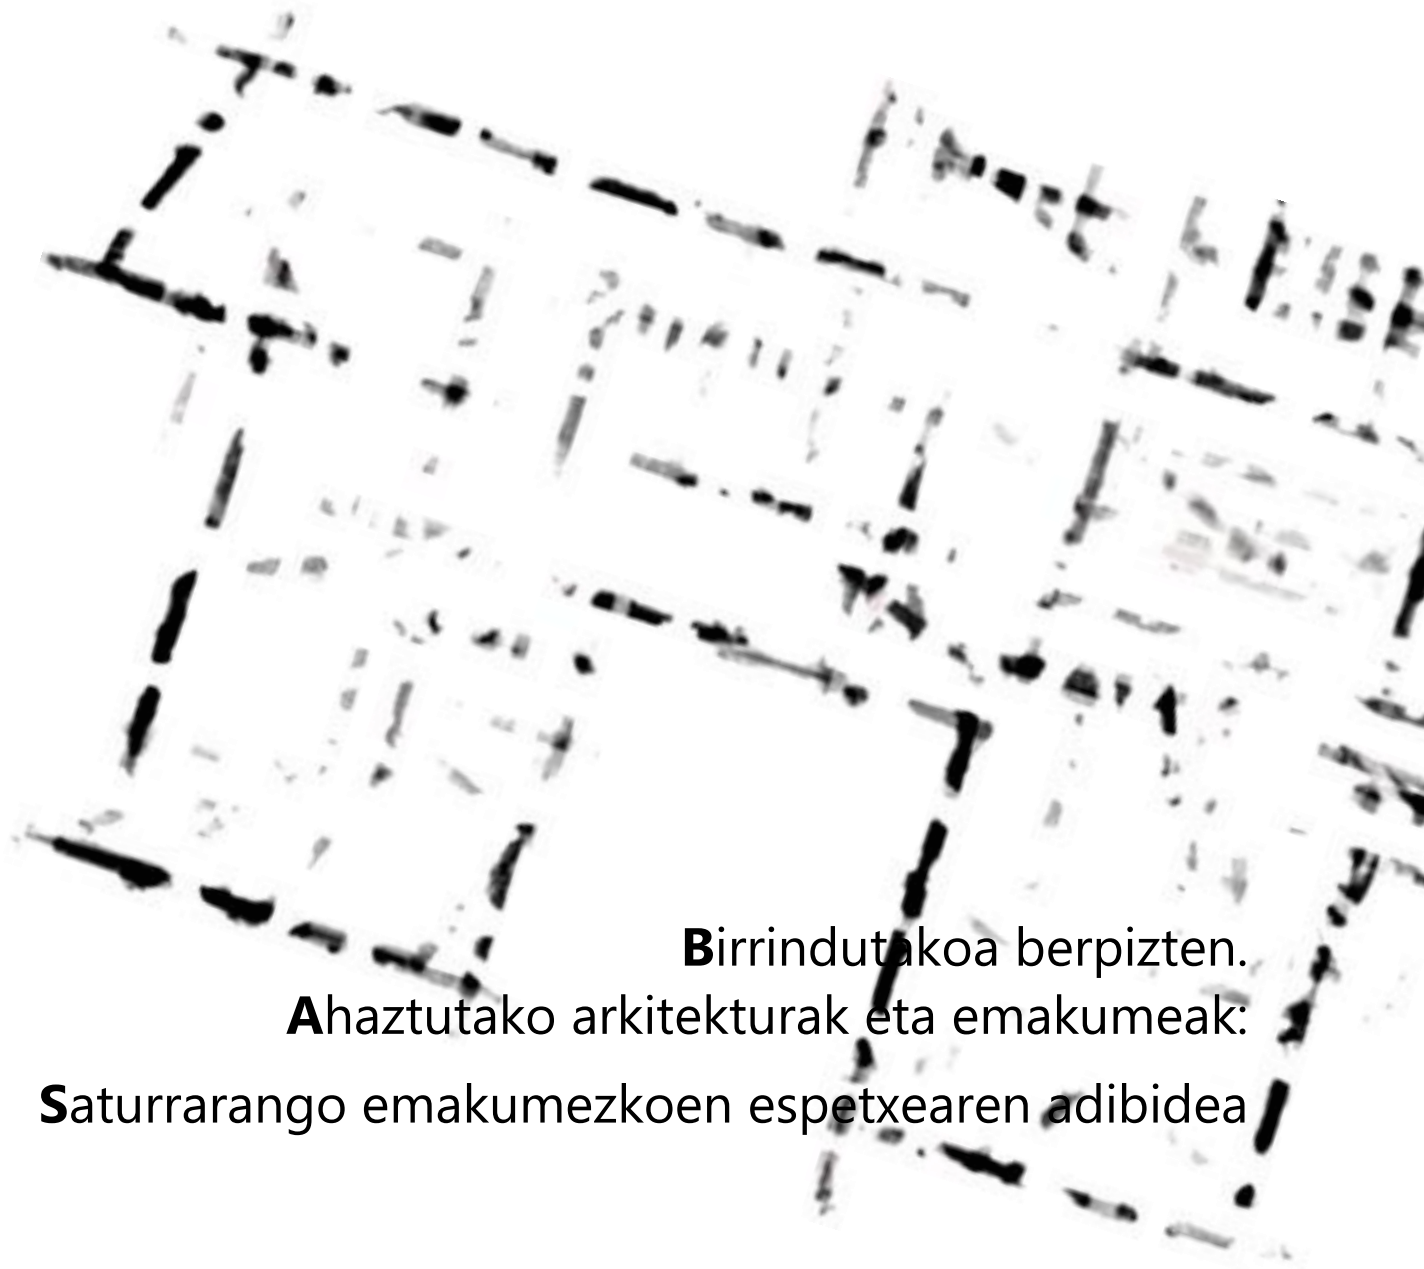 Birrindutakoa berpizten.
Ahaztutako arkitekturak eta emakumeak:
Saturrarango emakumezkoen espetxearen adibidea